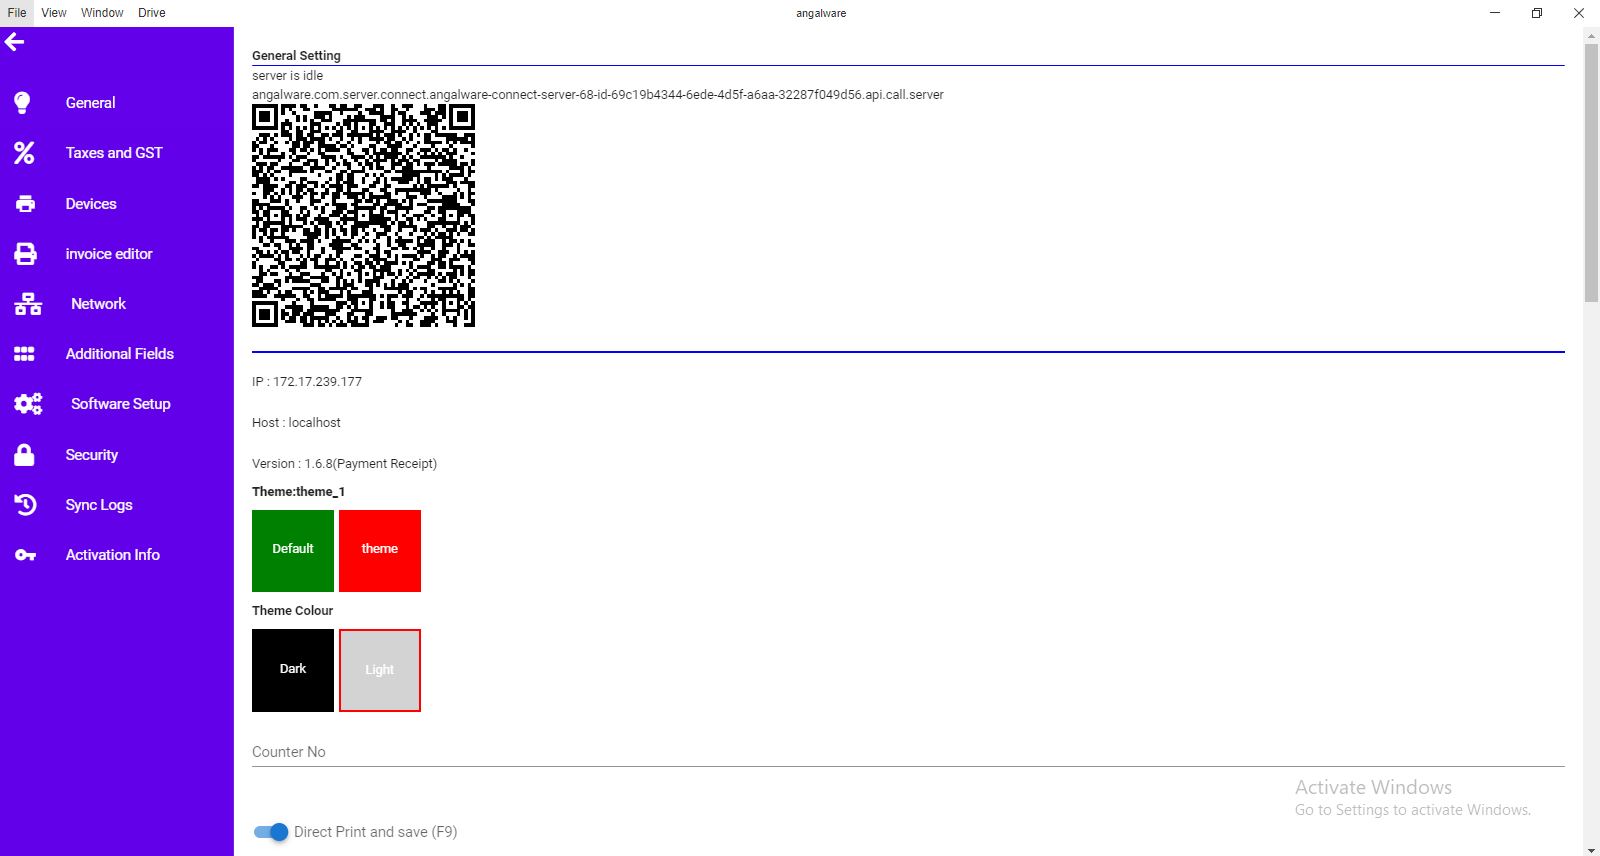 File View Window Drive
angalware
General
Taxes and GST
Devices
invoice editor
Network
Additional Fields
Software Setup
Security
Sync Logs
Activation Info
General Setting
server is idle
angalware.com.server.connect.angalware-connect-server-68-id-69c19b4344-6ede-4d5f-a6aa-32287f049d56.api.call.server
IP : 172.17.239.177
Host : localhost
Version : 1.6.8(Payment Receipt)
Theme:theme_1
Default theme
Theme Colour
Dark Light
Counter No
Direct Print and save (F9)
Activate Windows
Go to Settings to activate Windows.